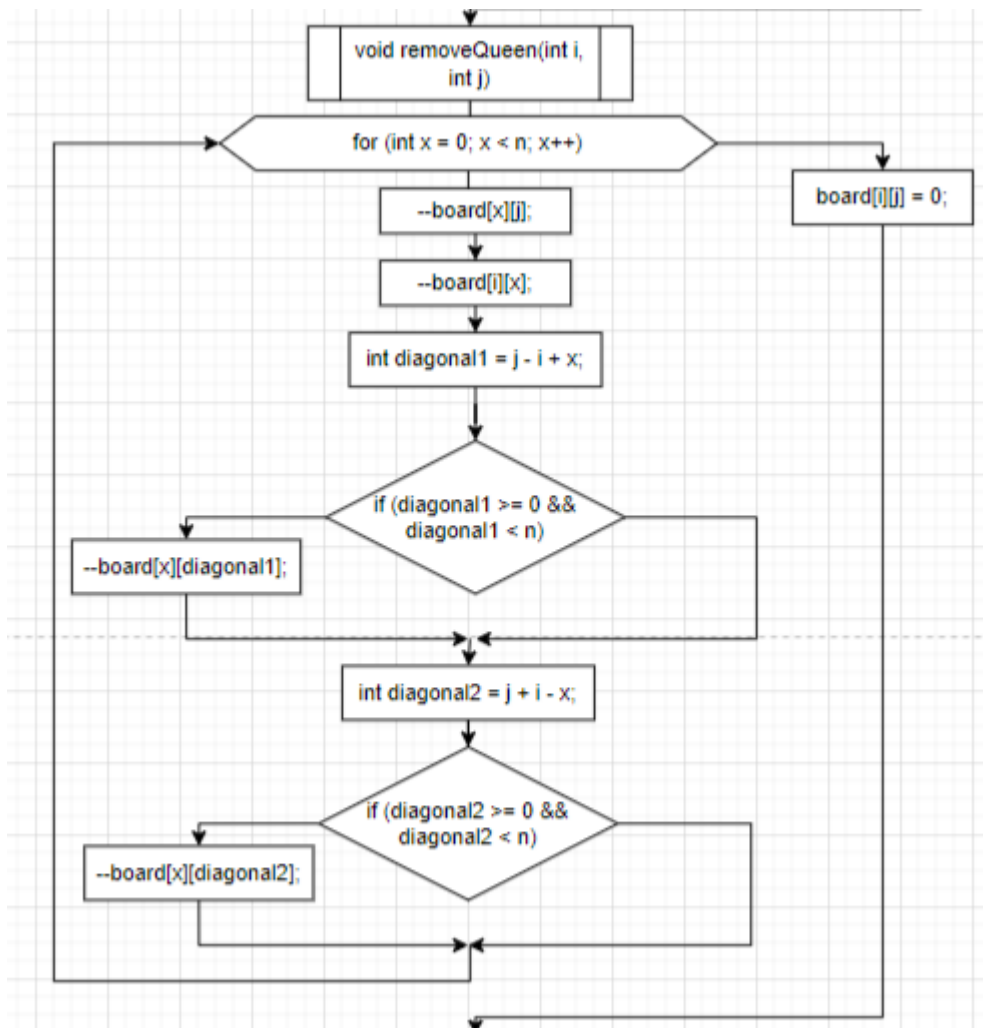 void removeQueen(int i,
int j)
for (int x = 0; x < n; x++)
board[i][j] = 0;
--board[x][j];
--board[i][x];
int diagonal1 = j - i + x;
if (diagonal1 >= 0 &&
diagonal1 < n)
--board[x][diagonal1];
int diagonal2 = j + i - x;
if (diagonal2 >= 0 &&
diagonal2 < n)
--board[x][diagonal2];